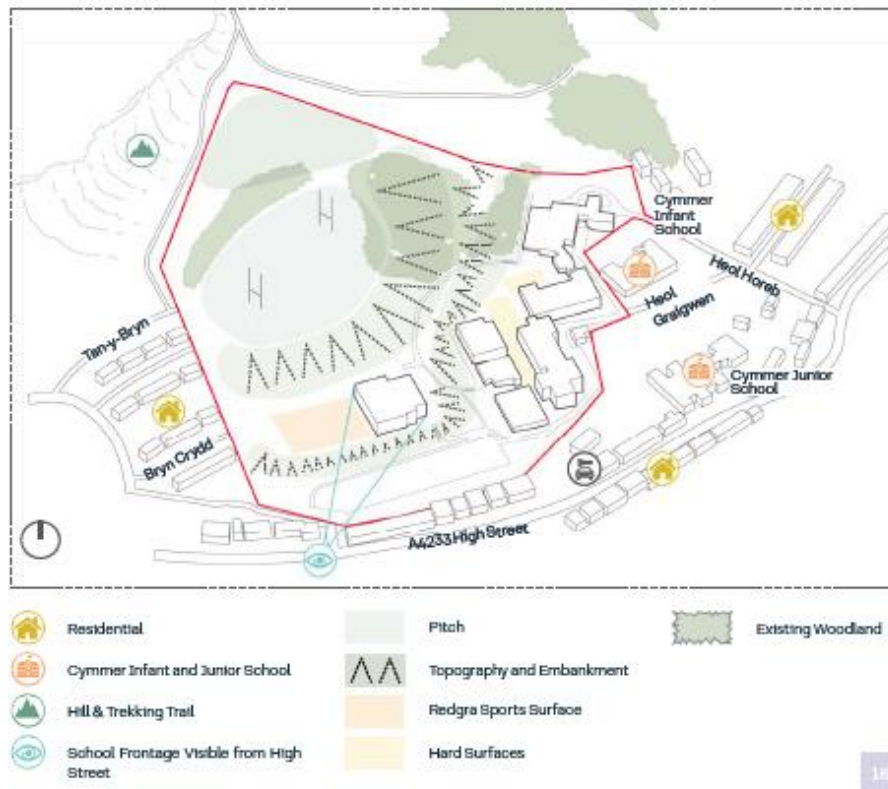 Cymmer
Infant
School
Heol Horeb
Heol
Graigwen
Tan-y-Bryn
Cymmer Junior
School
Bryn Crydd
A4233 High Street
Residential
Cymmer Infant and Junior School
Hill & Trekking Trail
School Frontage Visible from High
Street
Pitch
Topography and Embankment
Redgra Sports Surface
Hard Surfaces
Existing Woodland